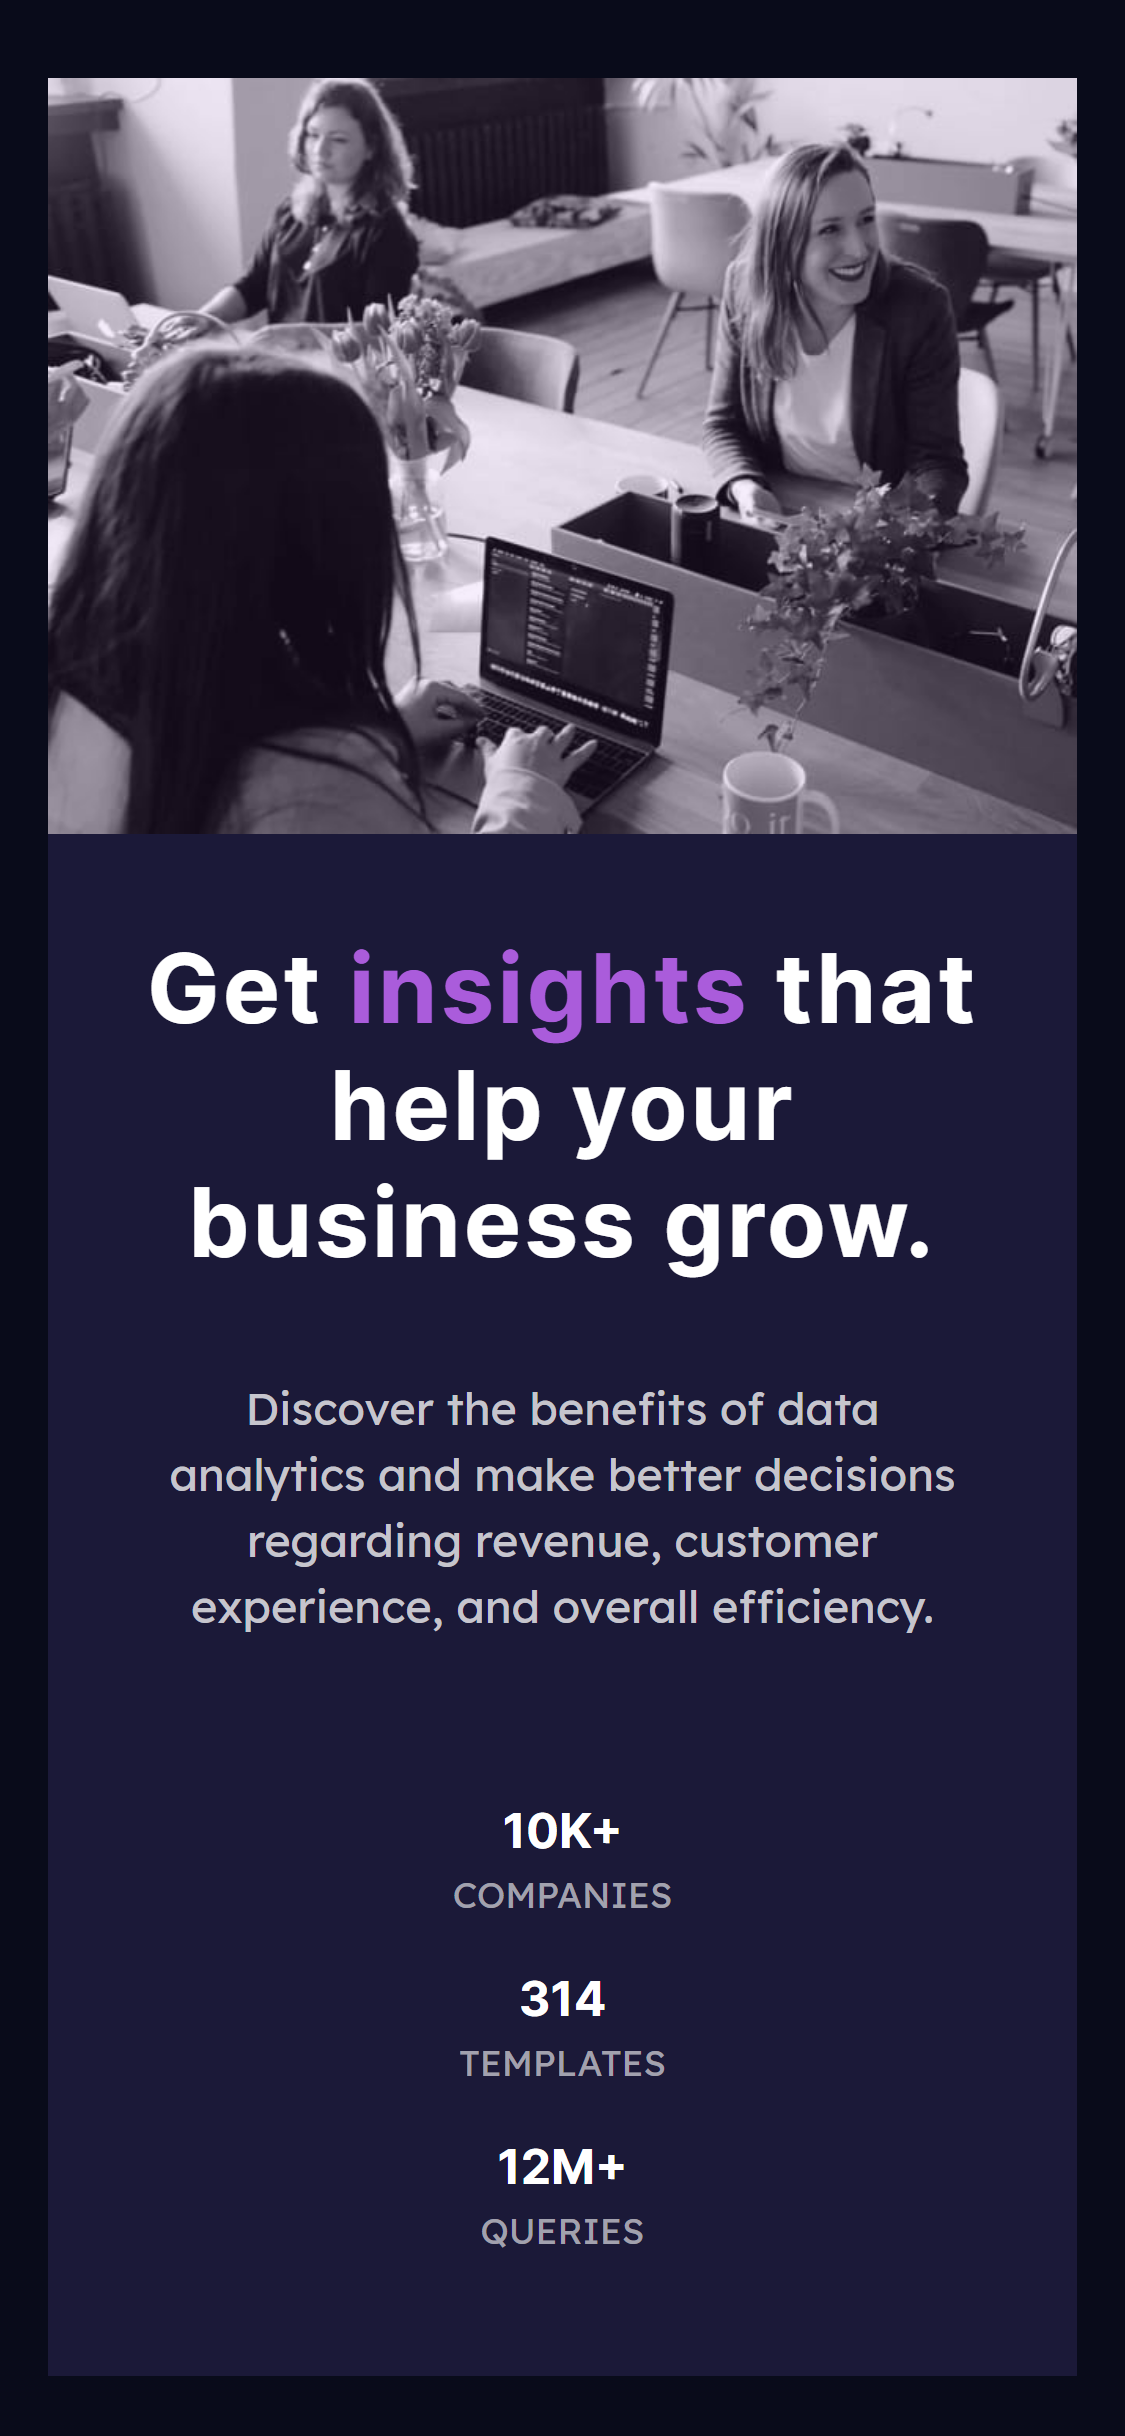 Get insights that
help your
business grow.
Discover the benefits of data
analytics and make better decisions
regarding revenue, customer
experience, and overall efficiency.
10K+
COMPANIES
314
TEMPLATES
12M+
QUERIES